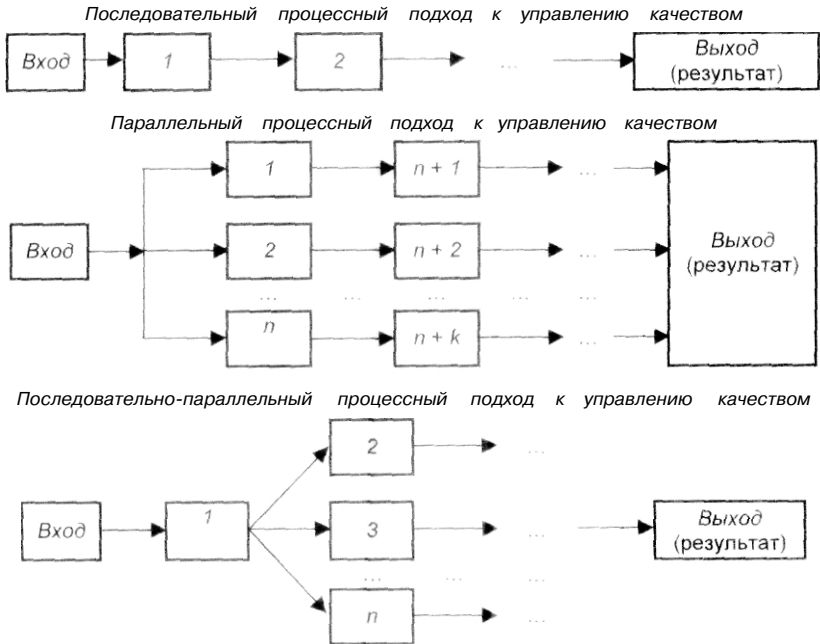 Последовательный процессный подход к управлению качеством
Вход 1 2 ... Выход
(результат)
Параллельный процессный подход к управлению качеством
1 n + 1 ...
Вход 2 n + 2 ... Выход
(результат)
... ... ... ... ...
n n + k ...
Последовательно-параллельный процессный подход к управлению качеством
2 ...
Вход 1 3 ... Выход
(результат)
... ... ...
n ...